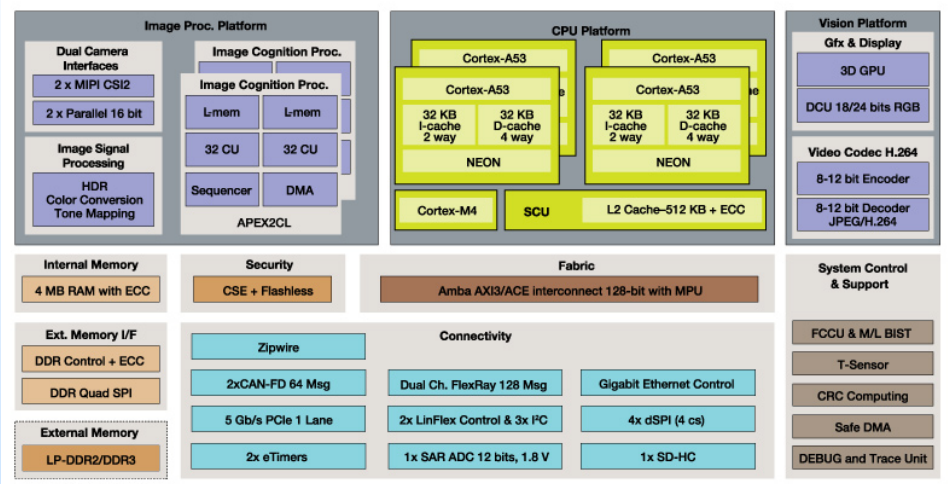 Image Proc. Platform
Dual Camera
Interfaces
2 x MIPI CSI2
2 x Parallel 16 bit
Image Signal
Processing
HDR
Color Conversion
Tone Mapping
Image Cognition Proc.
Image Cognition Proc.
L-mem
L-mem
32 CU
32 CU
Sequencer
DMA
APEX2CL
CPU Platform
Cortex-A53
Cortex-A53
32 KB
I-cache
2 way
32 KB
D-cache
4 way
NEON
Cortex-A53
Cortex-A53
32 KB
I-cache
2 way
32 KB
D-cache
4 way
NEON
Cortex-M4
SCU
L2 Cache–512 KB + ECC
Vision Platform
Gfx & Display
3D GPU
DCU 18/24 bits RGB
Video Codec H.264
8-12 bit Encoder
8-12 bit Decoder
JPEG/H.264
Internal Memory
4 MB RAM with ECC
Security
CSE + Flashless
Fabric
Amba AXI3/ACE interconnect 128-bit with MPU
Ext. Memory I/F
DDR Control + ECC
DDR Quad SPI
External Memory
LP-DDR2/DDR3
Connectivity
Zipwire
2xCAN-FD 64 Msg
Dual Ch. FlexRay 128 Msg
Gigabit Ethernet Control
5 Gb/s PCIe 1 Lane
2x LinFlex Control & 3x I²C
4x dSPI (4 cs)
2x eTimers
1x SAR ADC 12 bits, 1.8 V
1x SD-HC
System Control
& Support
FCCU & M/L BIST
T-Sensor
CRC Computing
Safe DMA
DEBUG and Trace Unit